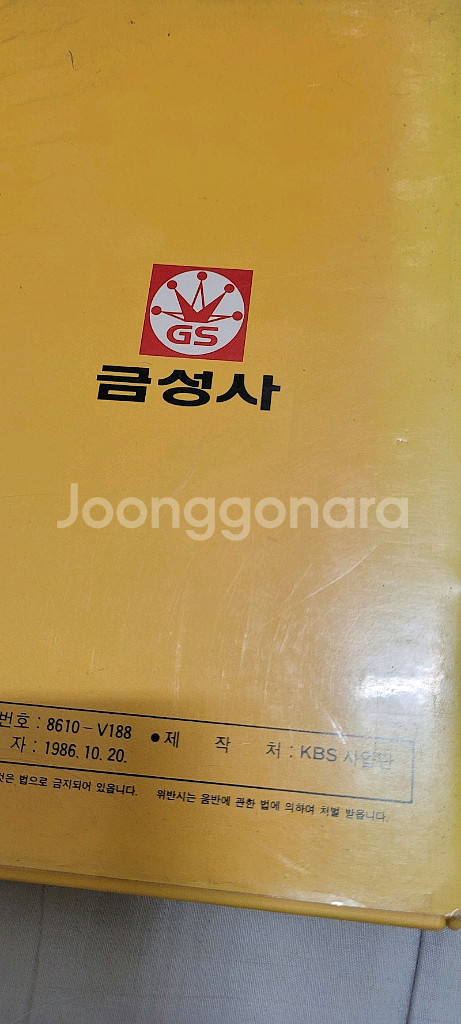 GS
금성사
Joonggonara
번호 : 8610－V188 ●제 작 처 : KBS 사업단
자 : 1986. 10. 20.
것은 법으로 금지되어 있읍니다. 위반시는 음반에 관한 법에 의하여 처벌 받읍니다.